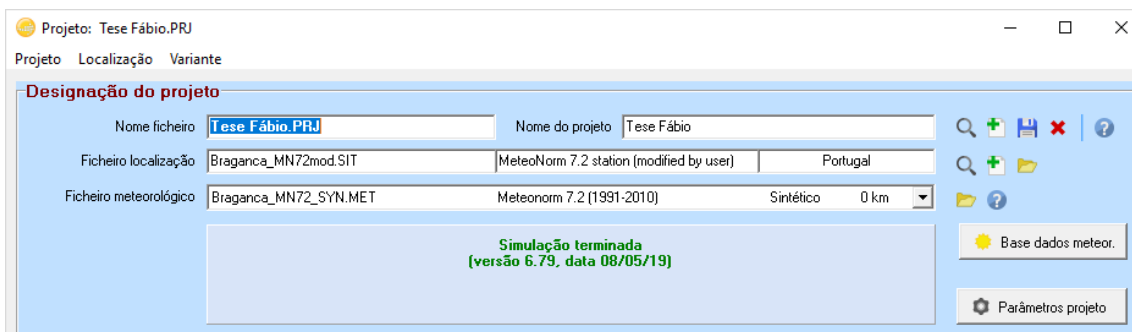 Projeto: Tese Fábio.PRJ
Projeto Localização Variante
Designação do projeto
Nome ficheiro Tese Fábio.PRJ Nome do projeto Tese Fábio
Ficheiro localização Braganca_MN72mod.SIT MeteoNorm 7.2 station (modified by user) Portugal
Ficheiro meteorológico Braganca_MN72_SYN.MET Meteonorm 7.2 (1991-2010) Sintético 0 km
Simulação terminada
(versão 6.79, data 08/05/19)
Base dados meteor.
Parâmetros projeto